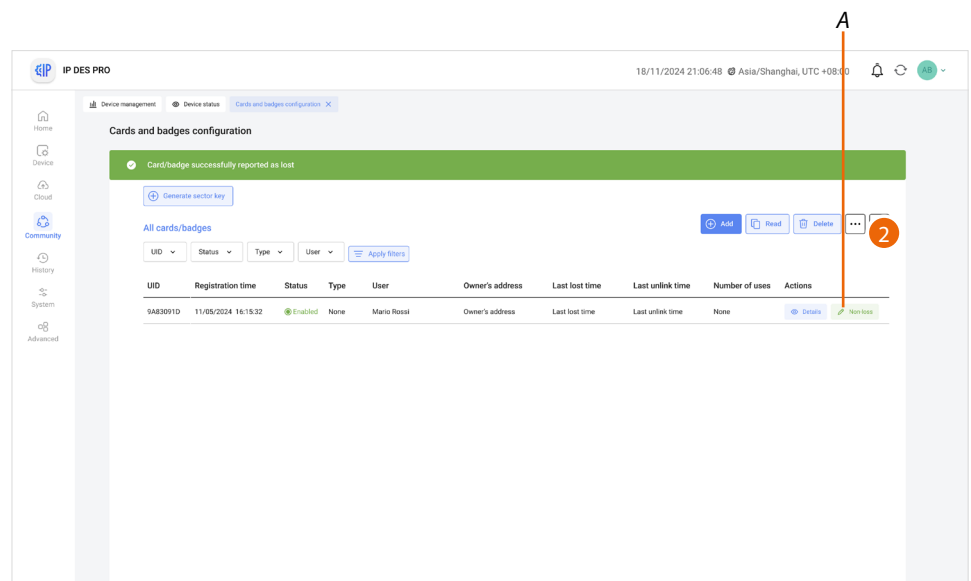 A
IP
IP DES PRO
18/11/2024 21:06:48 Asia/Shanghai, UTC +08:00
AB
Device management
Device status
Cards and badges configuration
Home
Cards and badges configuration
Device
Card/badge successfully reported as lost
Cloud
Generate sector key
Community
All cards/badges
Add
Read
Delete
2
UID
Status
Type
User
Apply filters
History
UID Registration time Status Type User Owner's address Last lost time Last unlink time Number of uses Actions
System
9A83091D 11/05/2024 16:15:32 Enabled None Mario Rossi Owner's address Last lost time Last unlink time None Details Non-loss
Advanced